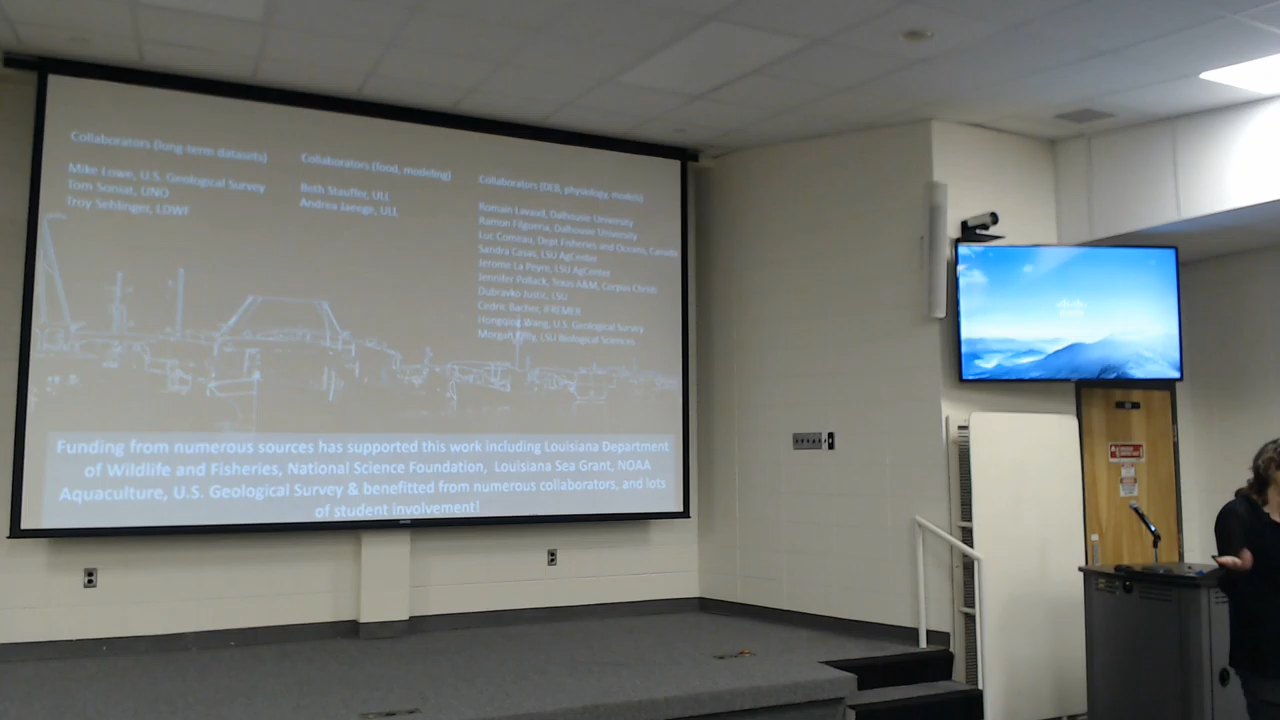 Collaborators (long-term datasets)
Mike Lowe, U.S. Geological Survey
Tom Soniat, UNO
Troy Sehlinger, LDWF
Collaborators (food, modeling)
Beth Stauffer, ULL
Andrea Jaenge, ULL
Collaborators (DEB, physiology, models)
Romain Lavaud, Dalhousie University
Ramon Filgueira, Dalhousie University
Luc Comeau, Dept Fisheries and Oceans, Canada
Sandra Casas, LSU AgCenter
Jerome La Peyre, LSU AgCenter
Jennifer Pollack, Texas A&M, Corpus Christi
Dubravko Justic, LSU
Cedric Bacher, IFREMER
Hongqing Wang, U.S. Geological Survey
Morgan Kelly, LSU Biological Sciences
Funding from numerous sources has supported this work including Louisiana Department
of Wildlife and Fisheries, National Science Foundation, Louisiana Sea Grant, NOAA
Aquaculture, U.S. Geological Survey & benefitted from numerous collaborators, and lots
of student involvement!